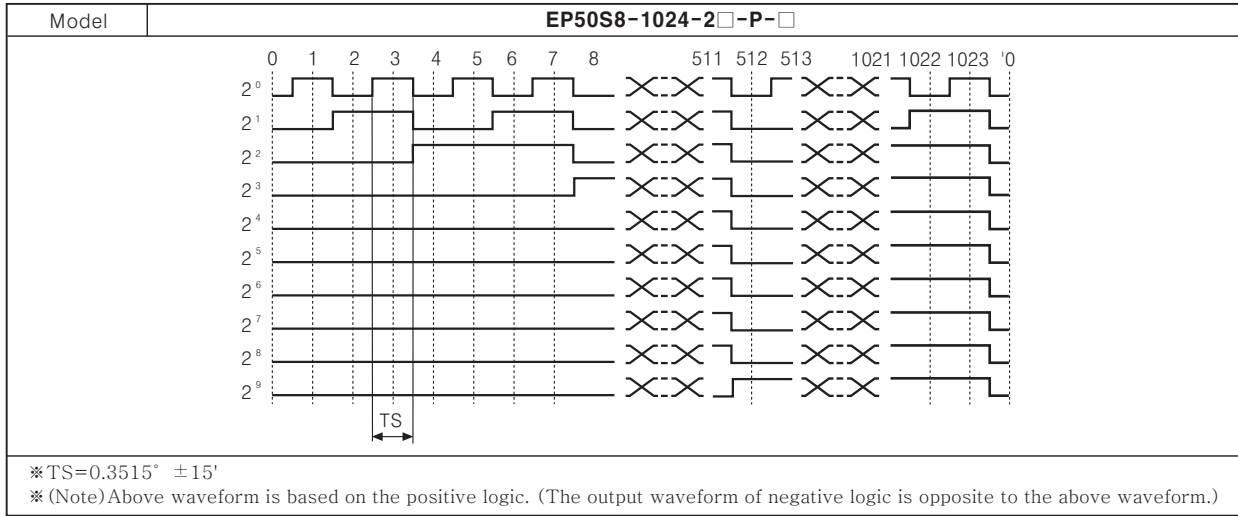 Model EP50S8-1024-2□-P-□
0 1 2 3 4 5 6 7 8 511 512 513 1021 1022 1023 '0
2⁰
2¹
2²
2³
2⁴
2⁵
2⁶
2⁷
2⁸
2⁹
TS
※TS=0.3515° ±15'
※(Note)Above waveform is based on the positive logic. (The output waveform of negative logic is opposite to the above waveform.)